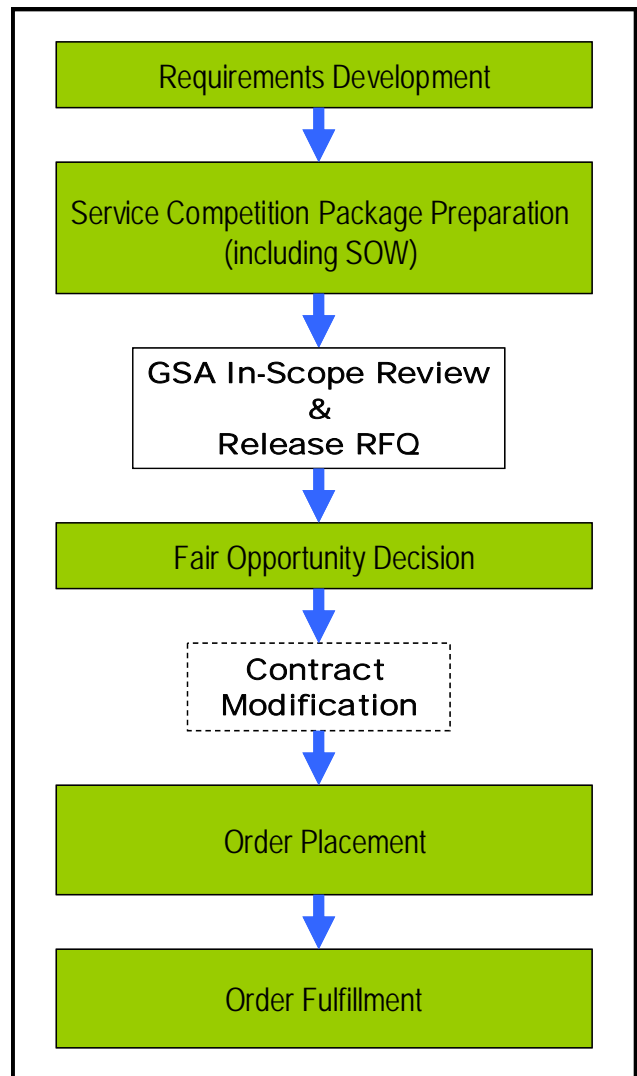 Requirements Development
Service Competition Package Preparation
(including SOW)
GSA In-Scope Review
&
Release RFQ
Fair Opportunity Decision
Contract
Modification
Order Placement
Order Fulfillment